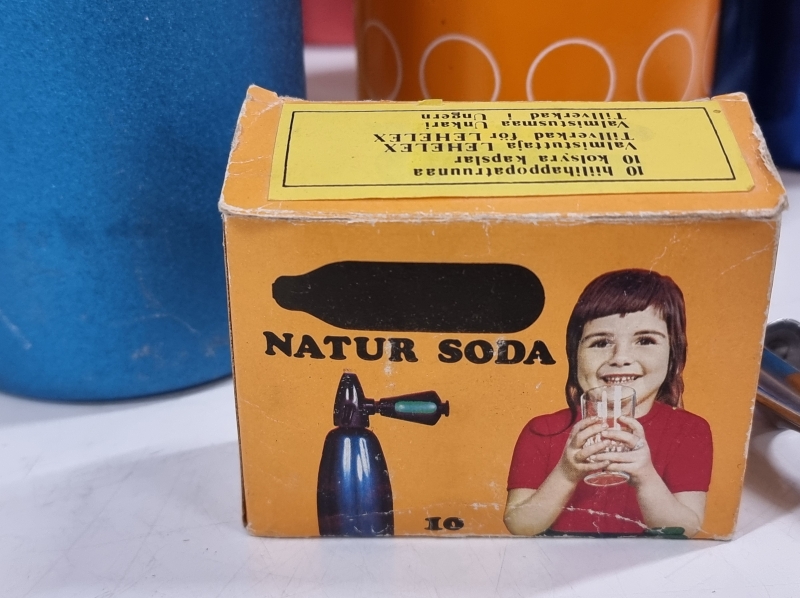 10 hiilihappopatruunaa
10 kolsyra kapslar
Valmistuttaja LEHELEX
Tillverkad för LEHELEX
Valmistusmaa Unkari
Tillverkad i Ungern
NATUR SODA
10